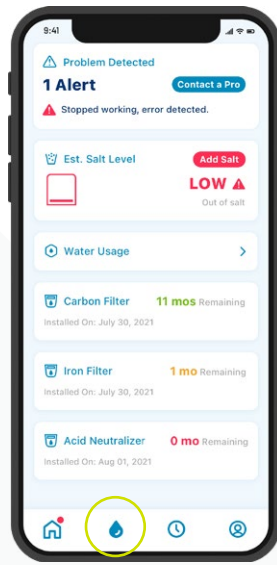 9:41
Problem Detected
1 Alert
Contact a Pro
Stopped working, error detected.
Est. Salt Level
Add Salt
LOW
Out of salt
Water Usage
Carbon Filter 11 mos Remaining
Installed On: July 30, 2021
Iron Filter 1 mo Remaining
Installed On: July 30, 2021
Acid Neutralizer 0 mo Remaining
Installed On: Aug 01, 2021